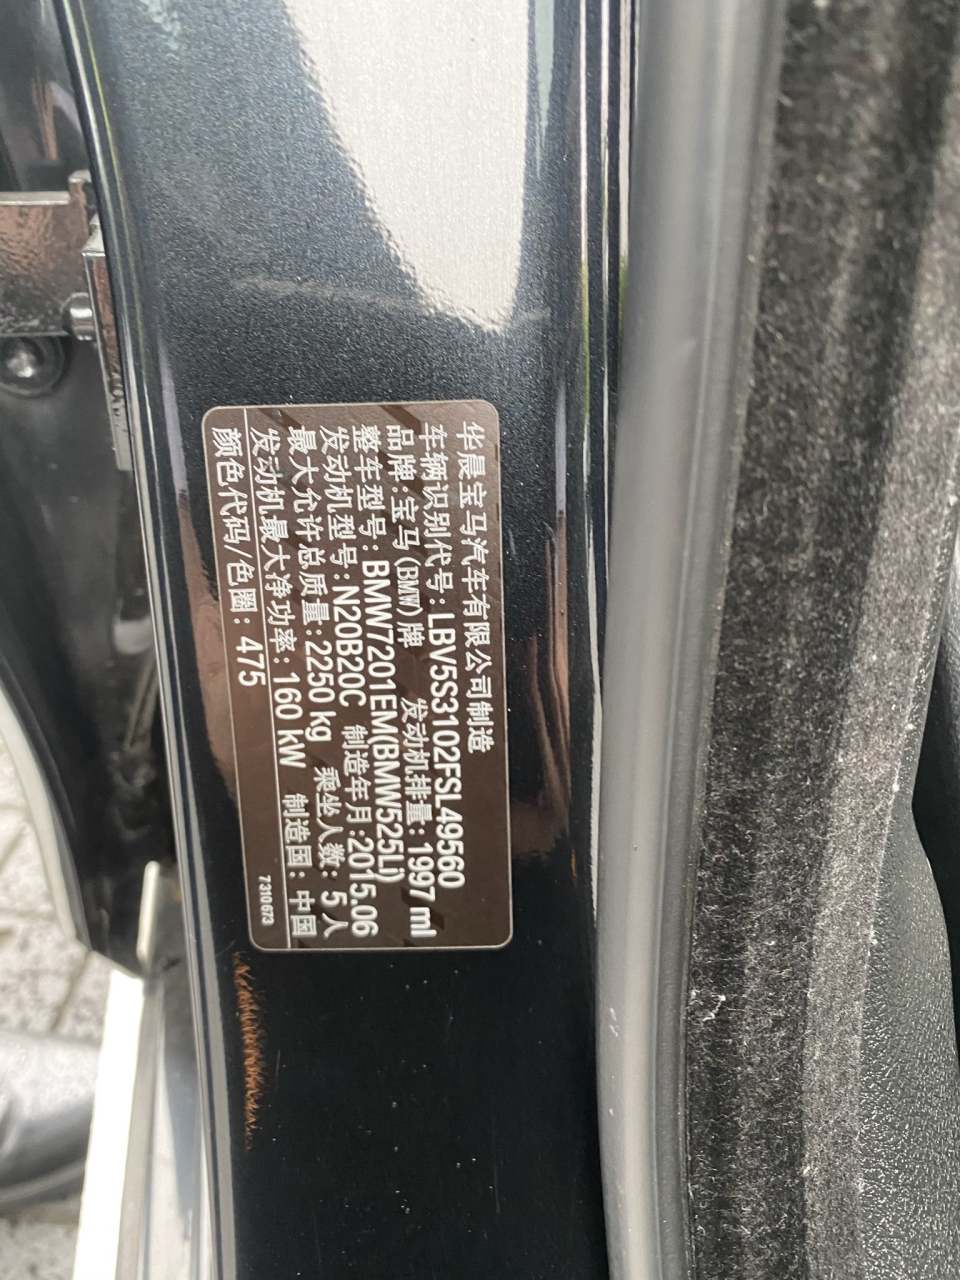 华晨宝马汽车有限公司制造
车辆识别代号:LBV5S3102FSL49560
品牌:宝马(BMW)牌 发动机排量:1997 ml
整车型号:BMW7201EM(BMW525Li)
发动机型号:N20B20C 制造年月:2015.06
最大允许总质量:2250 kg 乘坐人数:5人
发动机最大净功率:160 kW 制造国:中国
颜色代码/色圈:475
7310673